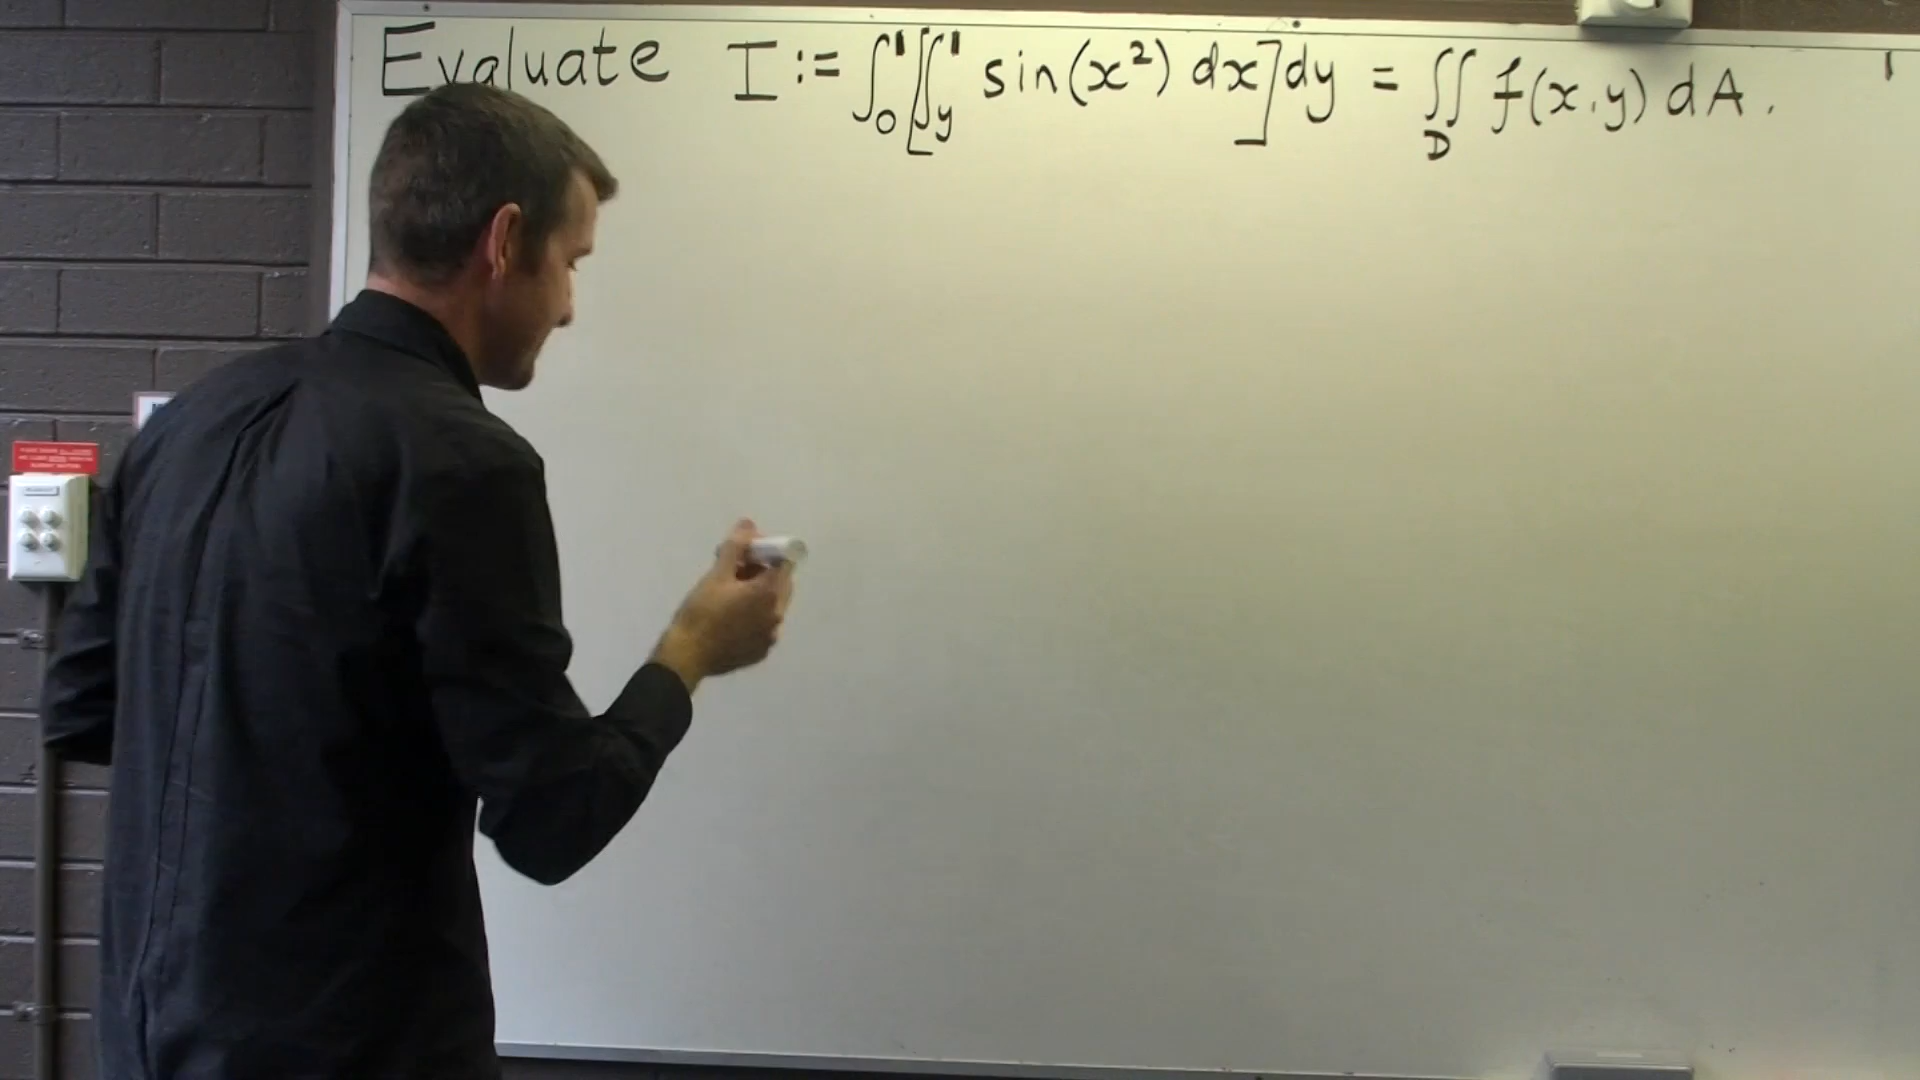 Evaluate I := ∫₀¹[∫_y¹ sin(x²) dx]dy = ∬_D f(x,y) dA.